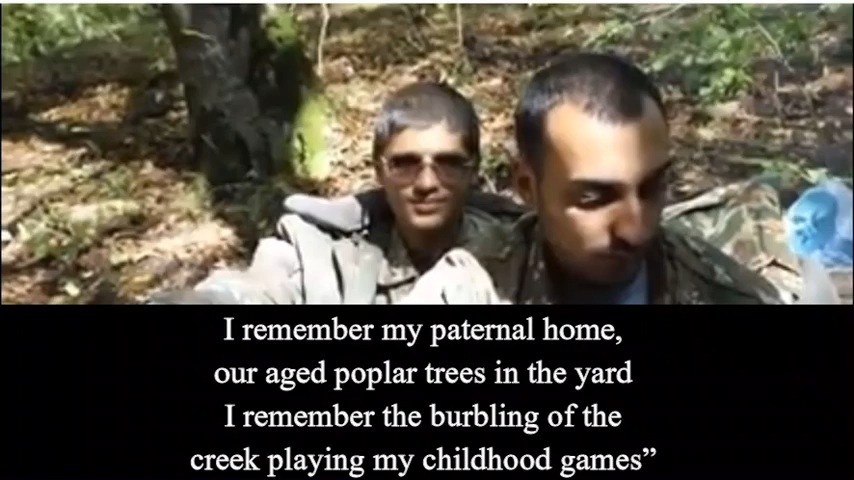 I remember my paternal home,
our aged poplar trees in the yard
I remember the burbling of the
creek playing my childhood games”